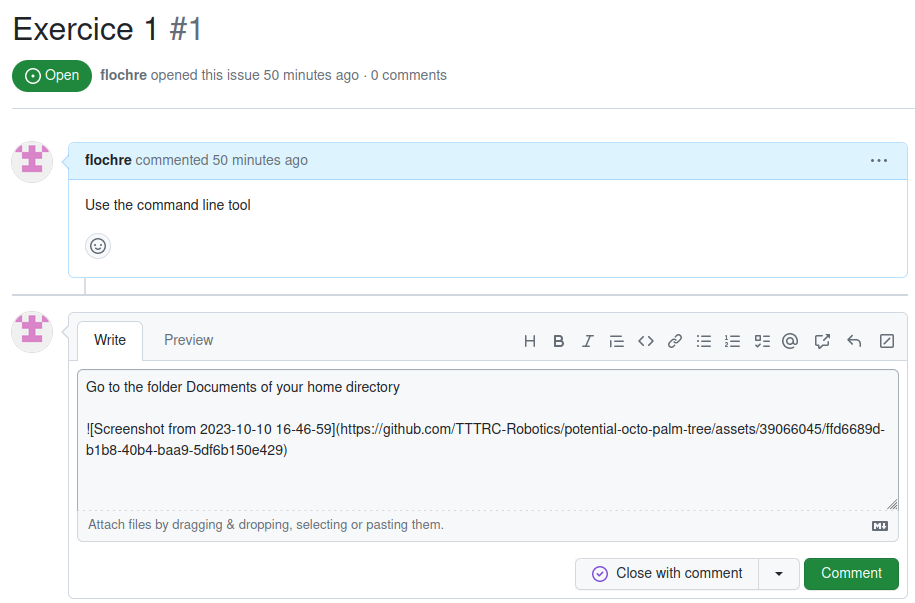 Exercice 1 #1
Open flochre opened this issue 50 minutes ago · 0 comments
flochre commented 50 minutes ago
Use the command line tool
Write Preview
Go to the folder Documents of your home directory
![Screenshot from 2023-10-10 16-46-59](https://github.com/TTTRC-Robotics/potential-octo-palm-tree/assets/39066045/ffd6689d-
b1b8-40b4-baa9-5df6b150e429)
Attach files by dragging & dropping, selecting or pasting them.
Close with comment Comment